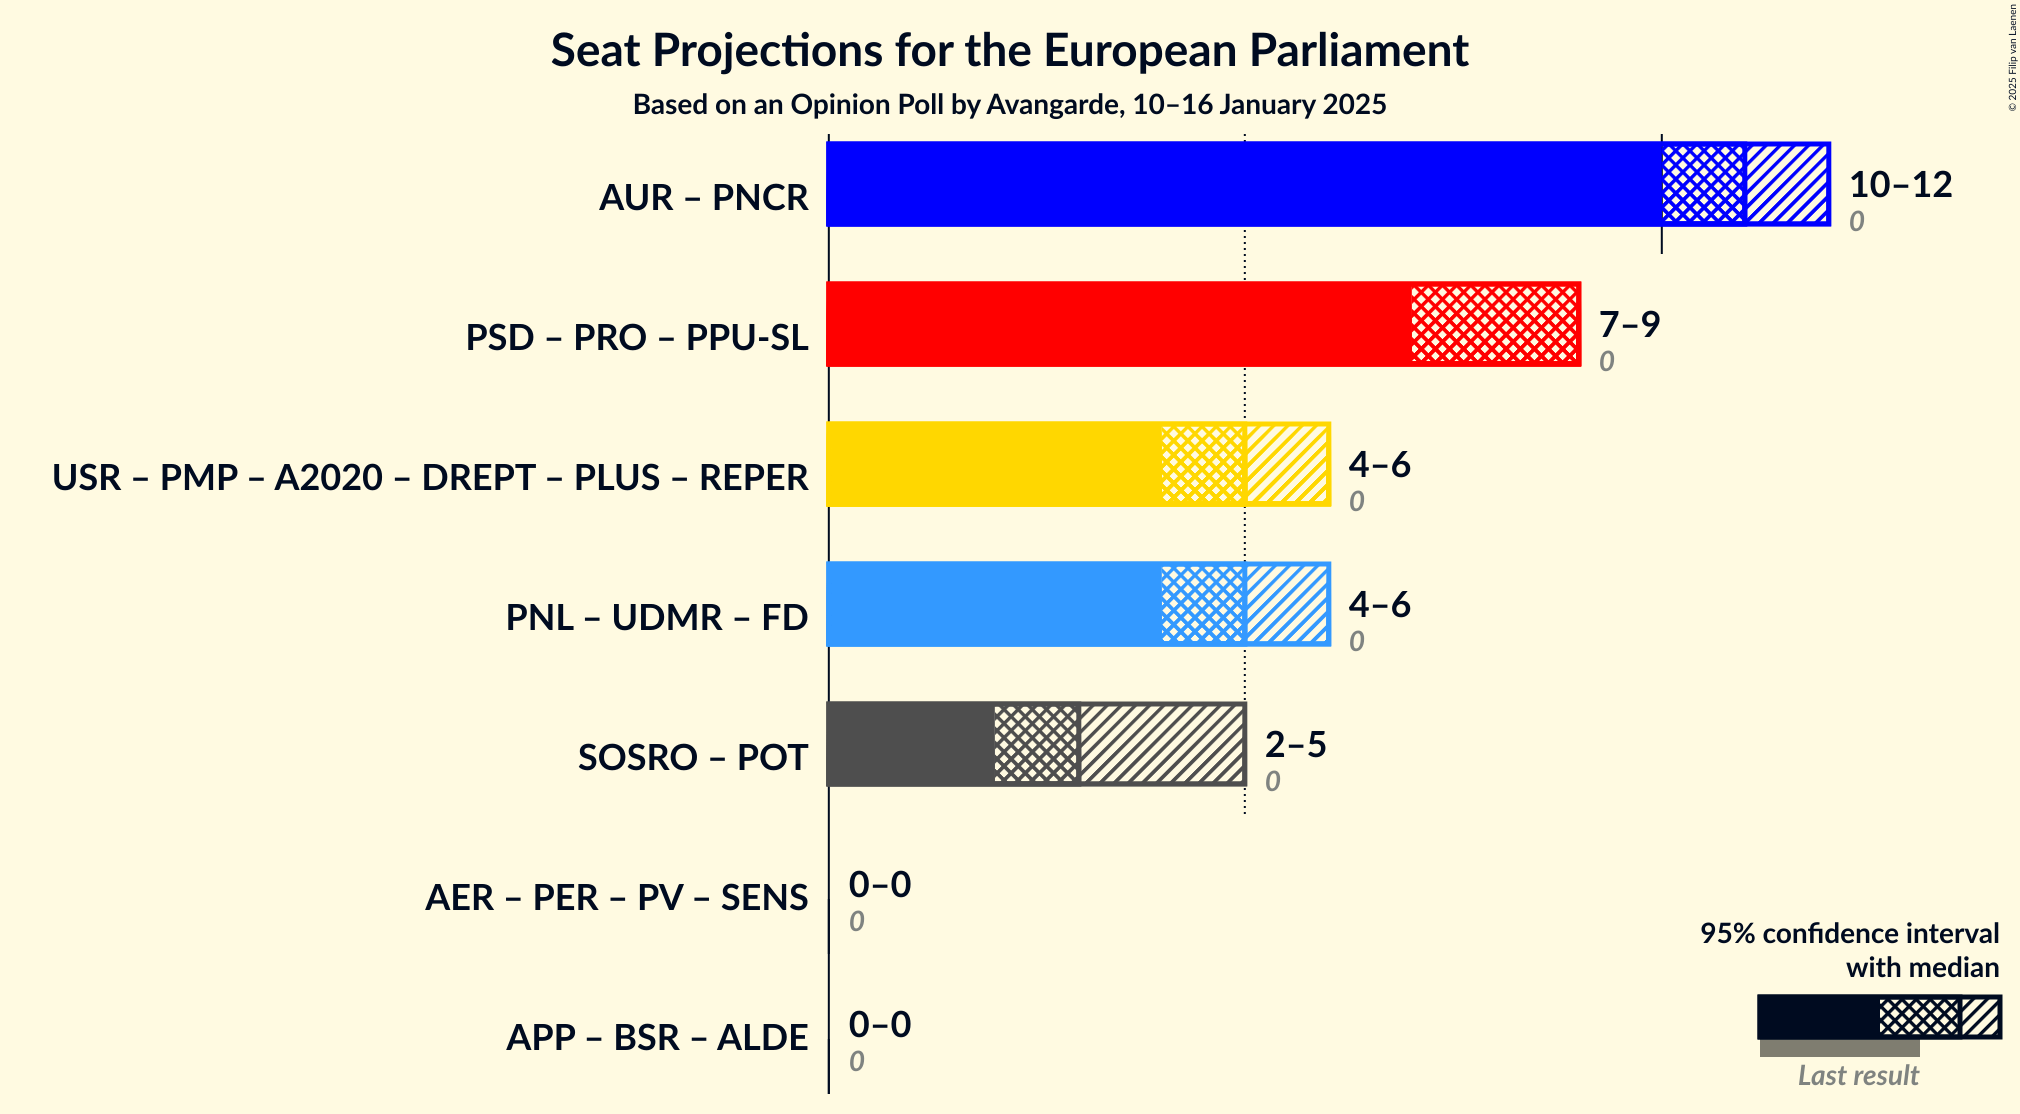 Seat Projections for the European Parliament
Based on an Opinion Poll by Avangarde, 10–16 January 2025
© 2025 Filip van Laenen
AUR – PNCR
10–12
0
PSD – PRO – PPU-SL
7–9
0
USR – PMP – A2020 – DREPT – PLUS – REPER
4–6
0
PNL – UDMR – FD
4–6
0
SOSRO – POT
2–5
0
AER – PER – PV – SENS
0–0
0
APP – BSR – ALDE
0–0
0
95% confidence interval
with median
Last result